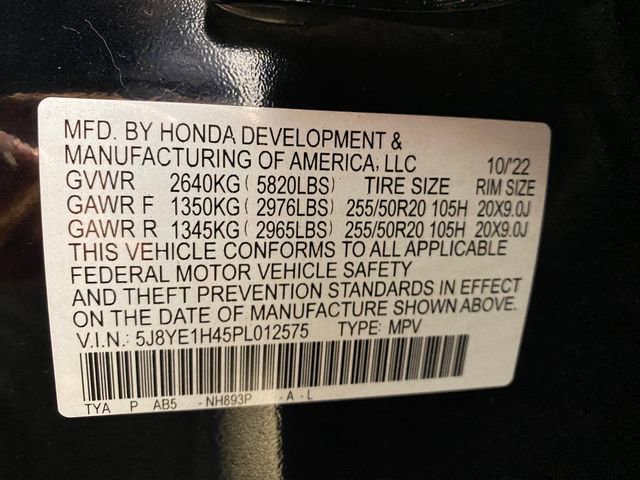 MFD. BY HONDA DEVELOPMENT &
MANUFACTURING OF AMERICA, LLC 10/'22
GVWR 2640KG ( 5820LBS) TIRE SIZE RIM SIZE
GAWR F 1350KG ( 2976LBS) 255/50R20 105H 20X9.0J
GAWR R 1345KG ( 2965LBS) 255/50R20 105H 20X9.0J
THIS VEHICLE CONFORMS TO ALL APPLICABLE
FEDERAL MOTOR VEHICLE SAFETY
AND THEFT PREVENTION STANDARDS IN EFFECT
ON THE DATE OF MANUFACTURE SHOWN ABOVE.
V.I.N.: 5J8YE1H45PL012575 TYPE: MPV
TYA P AB5 - NH893P - A - L